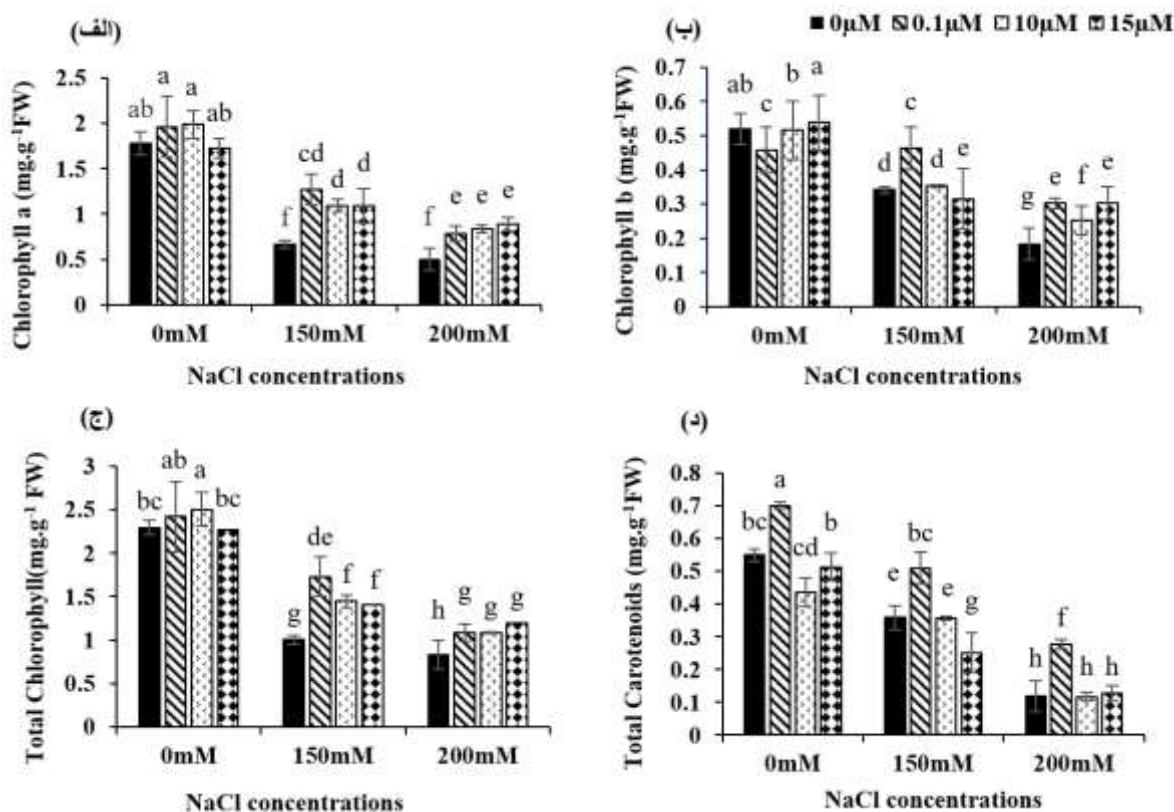 (الف)
Chlorophyll a (mg.g⁻¹FW)
2.5
2
1.5
1
0.5
0
ab a a ab
f cd d d
f e e e
0mM 150mM 200mM
NaCl concentrations
(ب)
0µM 0.1µM 10µM 15µM
Chlorophyll b (mg.g⁻¹FW)
0.7
0.6
0.5
0.4
0.3
0.2
0.1
0
ab c b a
d c d e
g e f e
0mM 150mM 200mM
NaCl concentrations
(ج)
Total Chlorophyll(mg.g⁻¹ FW)
3
2.5
2
1.5
1
0.5
0
bc ab a bc
g de f f
h g g g
0mM 150mM 200mM
NaCl concentrations
(د)
Total Carotenoids (mg.g⁻¹FW)
0.8
0.7
0.6
0.5
0.4
0.3
0.2
0.1
0
bc a cd b
e bc e g
h f h h
0mM 150mM 200mM
NaCl concentrations